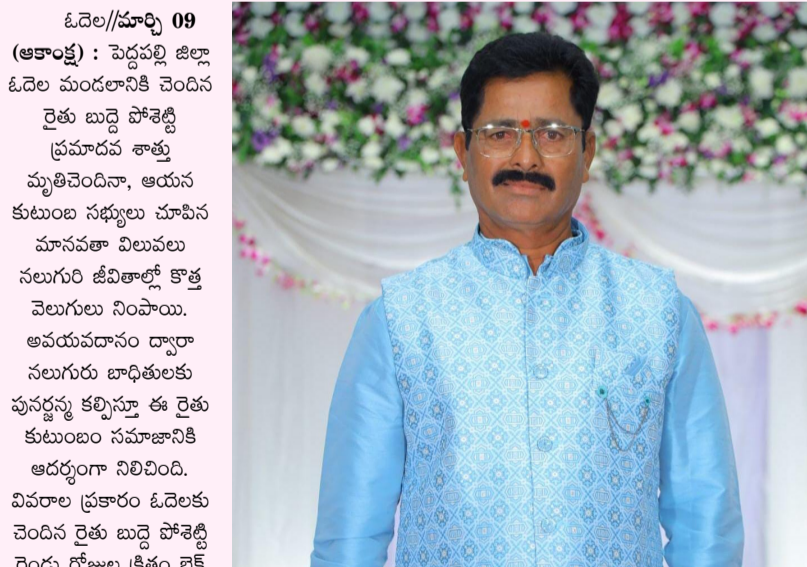 ఓదెల//మార్చి 09
(ఆకాంక్ష) : పెద్దపల్లి జిల్లా
ఓదెల మండలానికి చెందిన
రైతు బుద్దె పోశెట్టి
ప్రమాదవ శాత్తు
మృతిచెందినా, ఆయన
కుటుంబ సభ్యులు చూపిన
మానవతా విలువలు
నలుగురి జీవితాల్లో కొత్త
వెలుగులు నింపాయి.
అవయవదానం ద్వారా
నలుగురు బాధితులకు
పునర్జన్మ కల్పిస్తూ ఈ రైతు
కుటుంబం సమాజానికి
ఆదర్శంగా నిలిచింది.
వివరాల ప్రకారం ఓదెలకు
చెందిన రైతు బుద్దె పోశెట్టి
రెండు రోజుల క్రితం బైక్